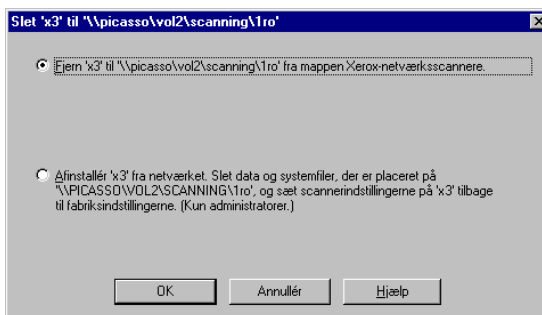 Slet 'x3' til '\\picasso\vol2\scanning\1ro'
Fjern 'x3' til '\\picasso\vol2\scanning\1ro' fra mappen Xerox-netværksscannere.
Afinstallér 'x3' fra netværket. Slet data og systemfiler, der er placeret på
'\\PICASSO\VOL2\SCANNING\1ro', og sæt scannerindstillingerne på 'x3' tilbage
til fabriksindstillingerne. (Kun administratorer.)
OK Annullér Hjælp